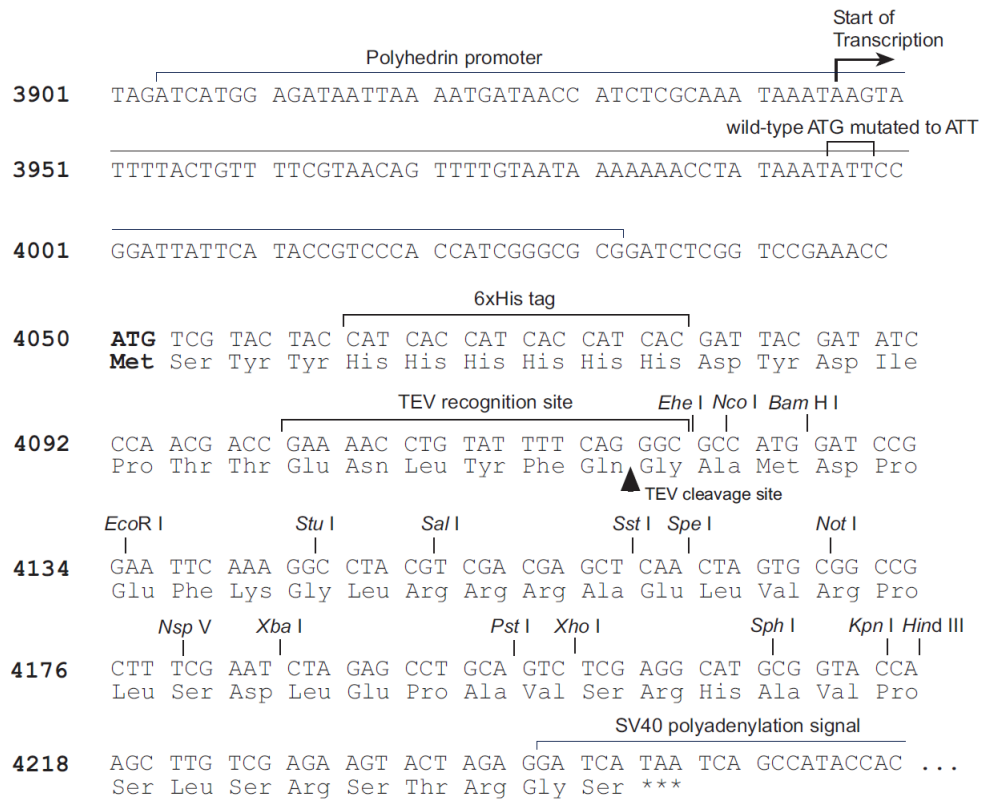 Start of
Transcription
Polyhedrin promoter
3901 TAGATCATGG AGATAATTAA AATGATAACC ATCTCGCAAA TAAATAAGTA
wild-type ATG mutated to ATT
3951 TTTTACTGTT TTCGTAACAG TTTTGTAATA AAAAAACCTA TAAATATTCC
4001 GGATTATTCA TACCGTCCCA CCATCGGGCG CGGATCTCGG TCCGAAACC
6xHis tag
4050 ATG TCG TAC TAC CAT CAC CAT CAC CAT CAC GAT TAC GAT ATC
Met Ser Tyr Tyr His His His His His His Asp Tyr Asp Ile
TEV recognition site Ehe I Nco I Bam H I
4092 CCA ACG ACC GAA AAC CTG TAT TTT CAG GGC GCC ATG GAT CCG
Pro Thr Thr Glu Asn Leu Tyr Phe Gln Gly Ala Met Asp Pro
TEV cleavage site
EcoR I Stu I Sal I Sst I Spe I Not I
4134 GAA TTC AAA GGC CTA CGT CGA CGA GCT CAA CTA GTG CGG CCG
Glu Phe Lys Gly Leu Arg Arg Arg Ala Glu Leu Val Arg Pro
Nsp V Xba I Pst I Xho I Sph I Kpn I Hind III
4176 CTT TCG AAT CTA GAG CCT GCA GTC TCG AGG CAT GCG GTA CCA
Leu Ser Asp Leu Glu Pro Ala Val Ser Arg His Ala Val Pro
SV40 polyadenylation signal
4218 AGC TTG TCG AGA AGT ACT AGA GGA TCA TAA TCA GCCATACCAC ...
Ser Leu Ser Arg Ser Thr Arg Gly Ser ***